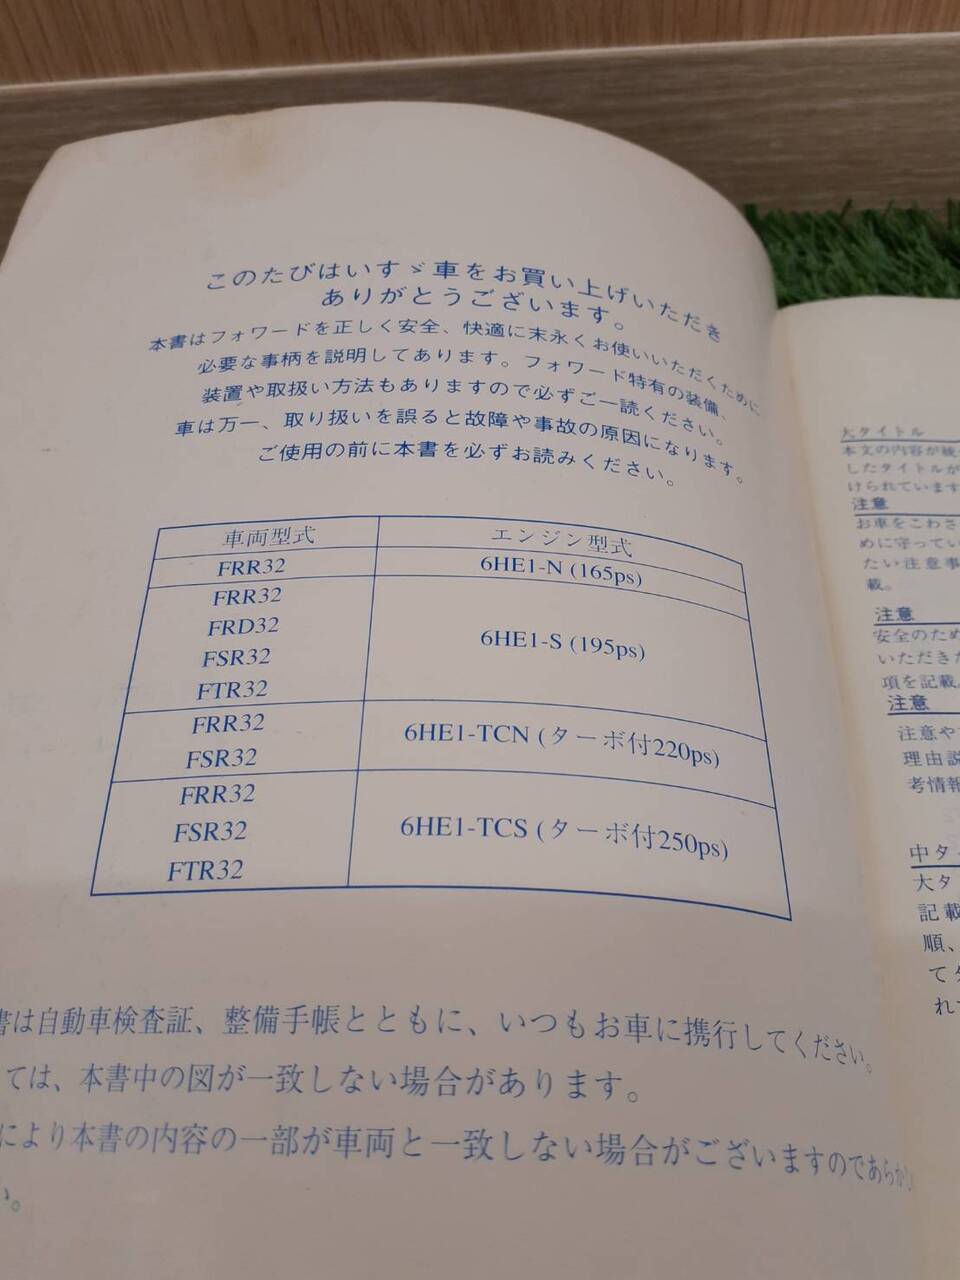 このたびはいすゞ車をお買い上げいただき
ありがとうございます。
本書はフォワードを正しく安全、快適に末永くお使いいただくために
必要な事柄を説明してあります。フォワード特有の装備、
装置や取扱い方法もありますので必ずご一読ください。
車は万一、取り扱いを誤ると故障や事故の原因になります。
ご使用の前に本書を必ずお読みください。
車両型式 エンジン型式
FRR32 6HE1-N (165ps)
FRR32
FRD32
FSR32
FTR32
6HE1-S (195ps)
FRR32
FSR32
6HE1-TCN (ターボ付220ps)
FRR32
FSR32
FTR32
6HE1-TCS (ターボ付250ps)
書は自動車検査証、整備手帳とともに、いつもお車に携行してください。
ては、本書中の図が一致しない場合があります。
により本書の内容の一部が車両と一致しない場合がございますのであらかじ
い。
大タイトル
本文の内容が統
したタイトルが
けられています
注意
お車をこわさ
めに守ってい
たい注意事
載。
注意
安全のため
いただきた
項を記載。
注意
注意や
理由説
考情報
中タイ
大タ
記載
順、
てタ
れ